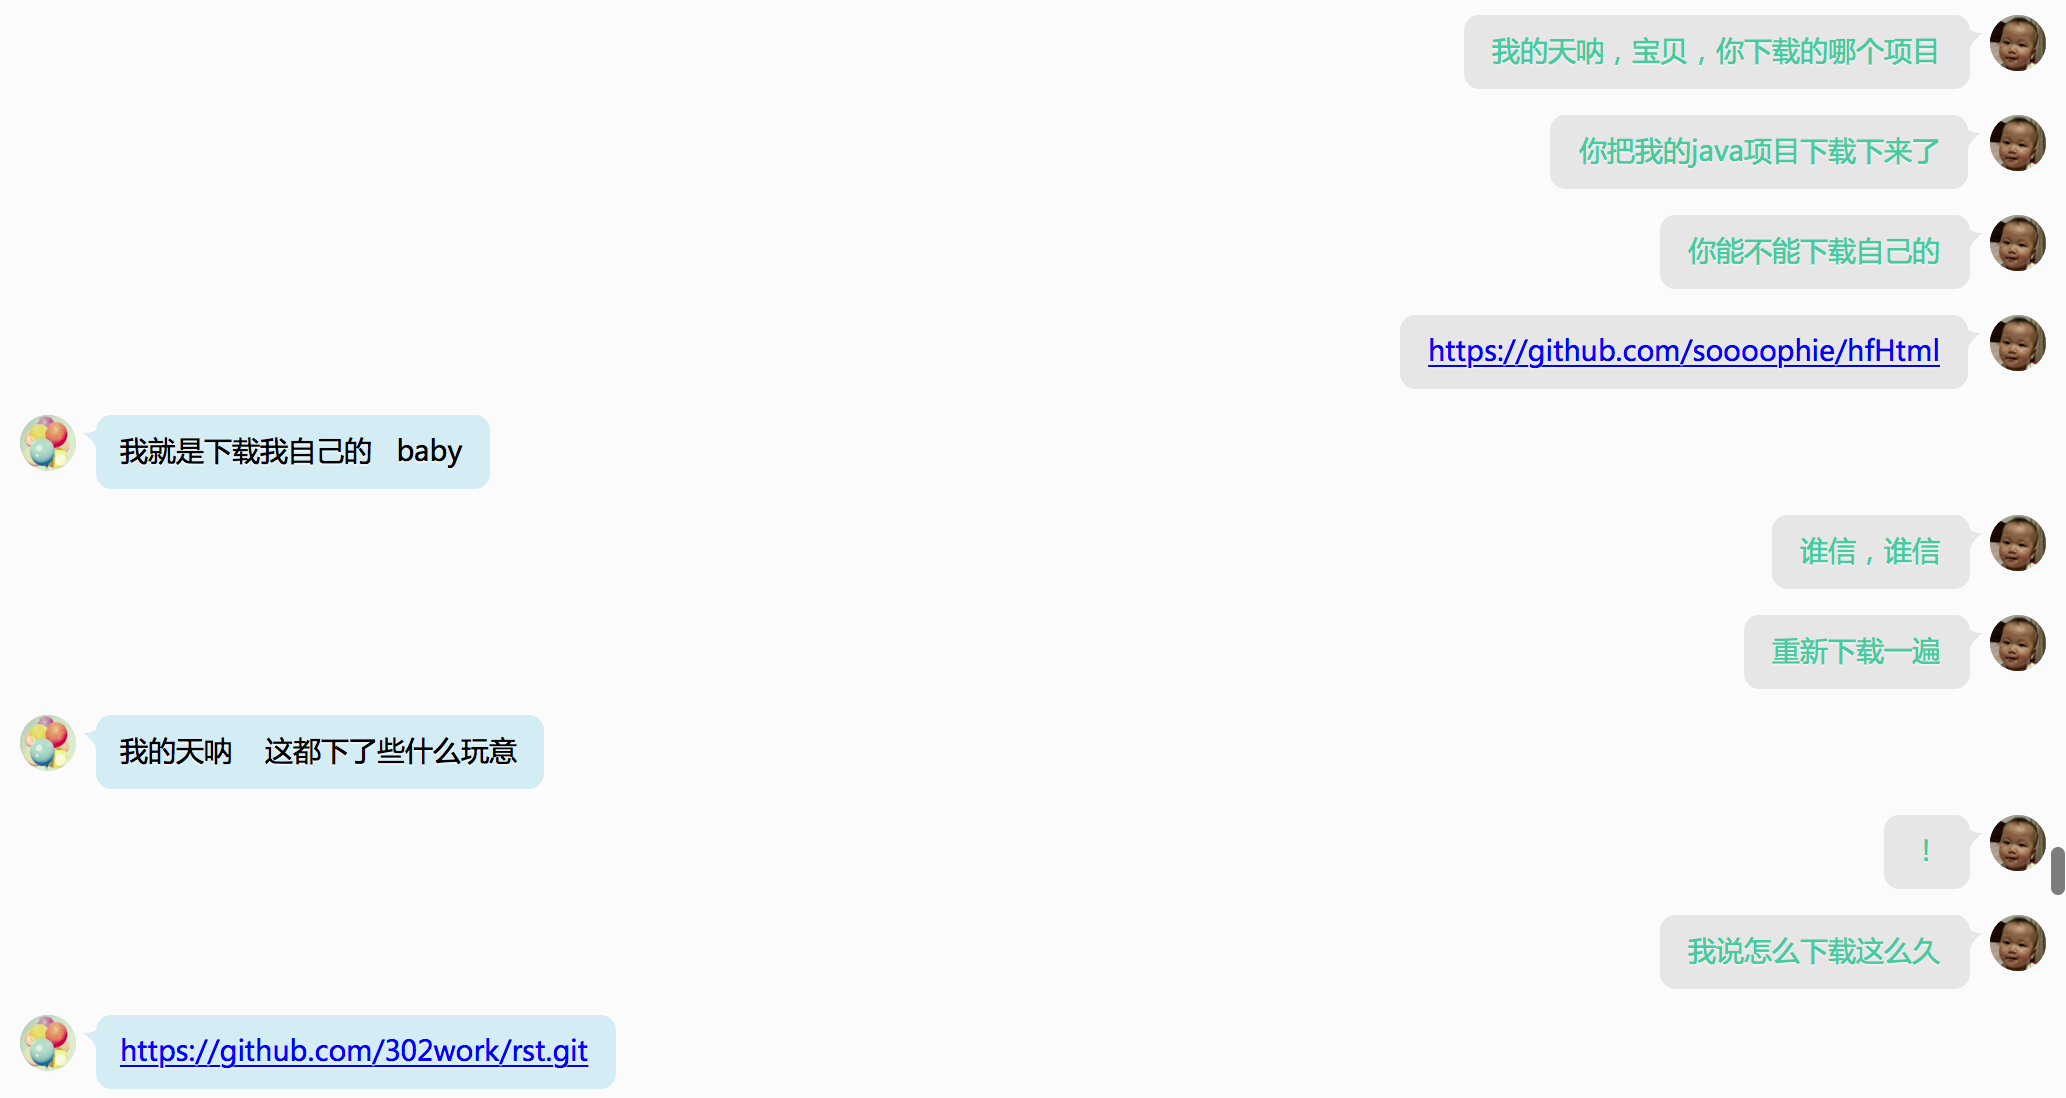 我的天呐，宝贝，你下载的哪个项目
你把我的java项目下载下来了
你能不能下载自己的
https://github.com/soooophie/hfHtml
我就是下载我自己的 baby
谁信，谁信
重新下载一遍
我的天呐 这都下了些什么玩意
！
我说怎么下载这么久
https://github.com/302work/rst.git